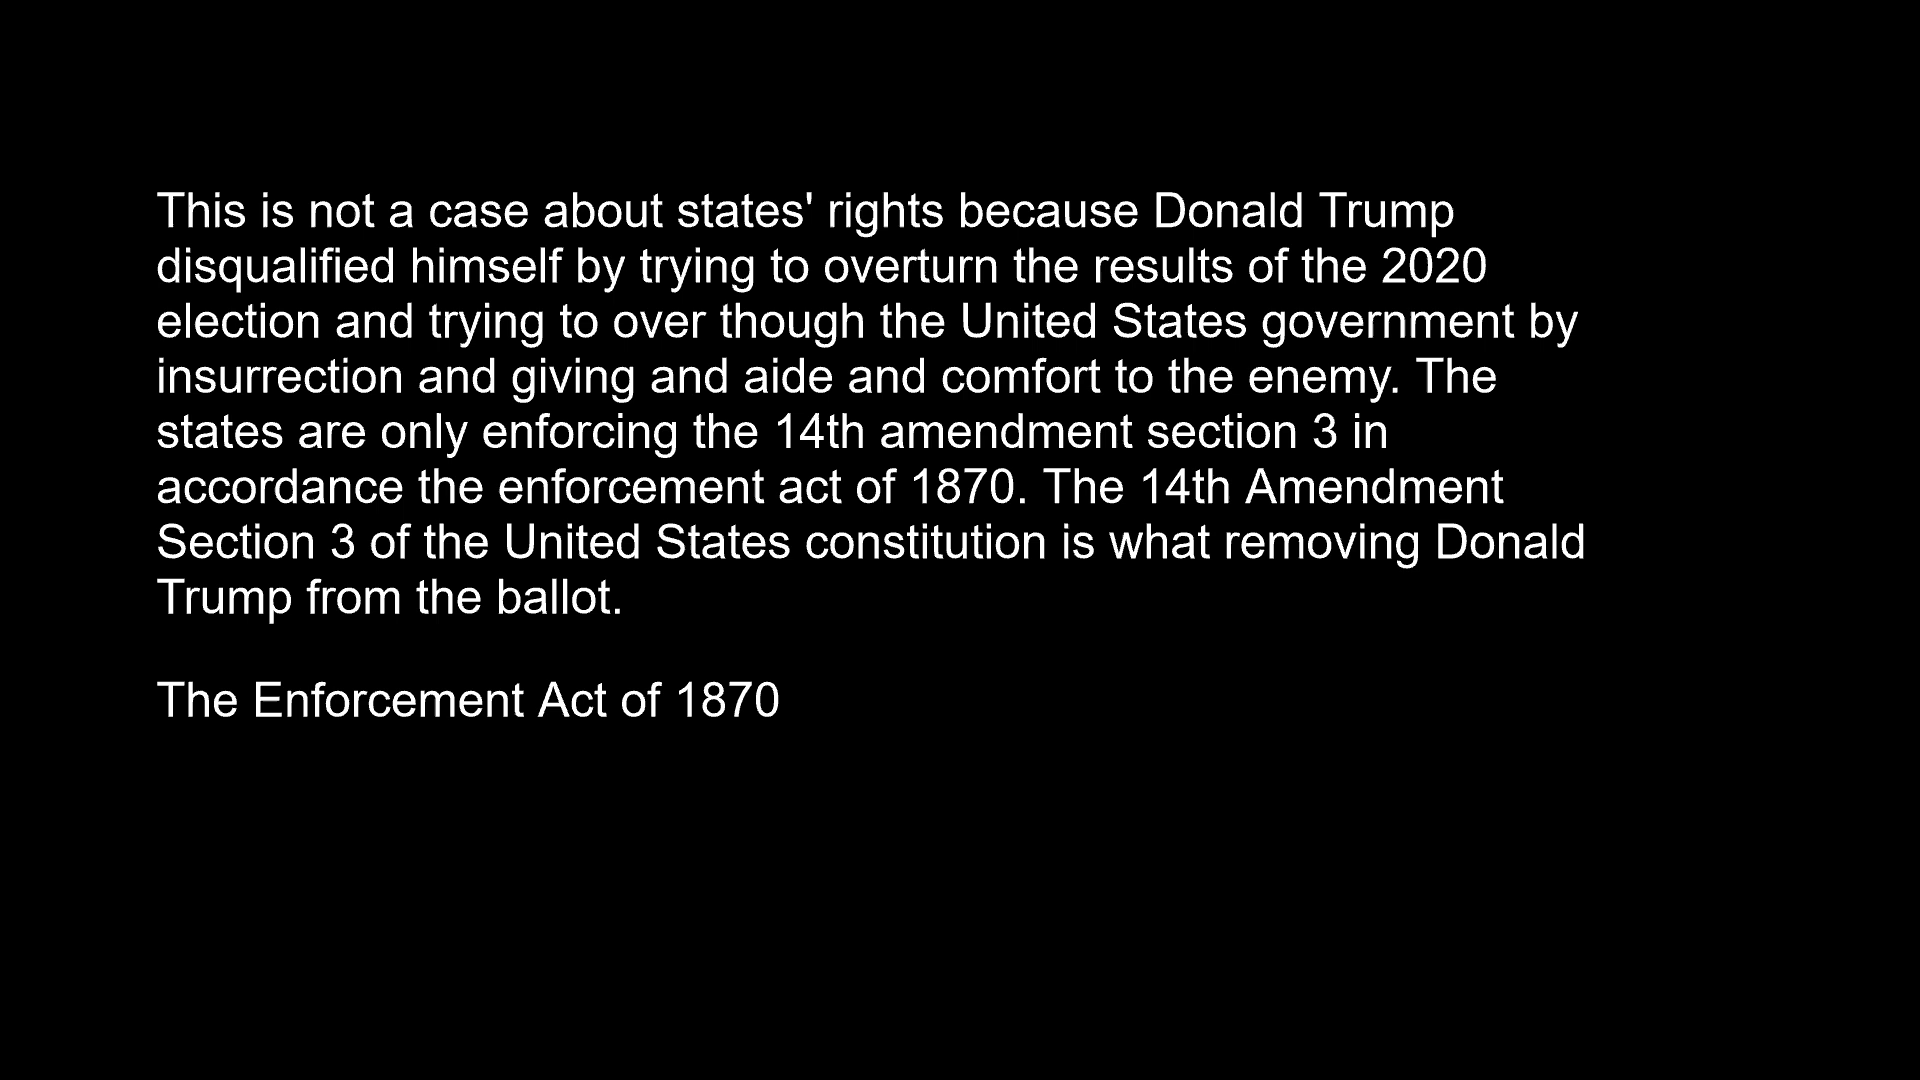 This is not a case about states' rights because Donald Trump
disqualified himself by trying to overturn the results of the 2020
election and trying to over though the United States government by
insurrection and giving and aide and comfort to the enemy. The
states are only enforcing the 14th amendment section 3 in
accordance the enforcement act of 1870. The 14th Amendment
Section 3 of the United States constitution is what removing Donald
Trump from the ballot.
The Enforcement Act of 1870